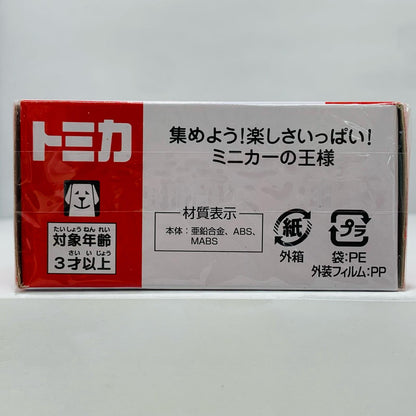 トミカ
集めよう!楽しさいっぱい!
ミニカーの王様
たいしょうねんれい
対象年齢
さいいじょう
3才以上
材質表示
本体:亜鉛合金、ABS、
MABS
紙
外箱
プラ
袋:PE
外装フィルム:PP